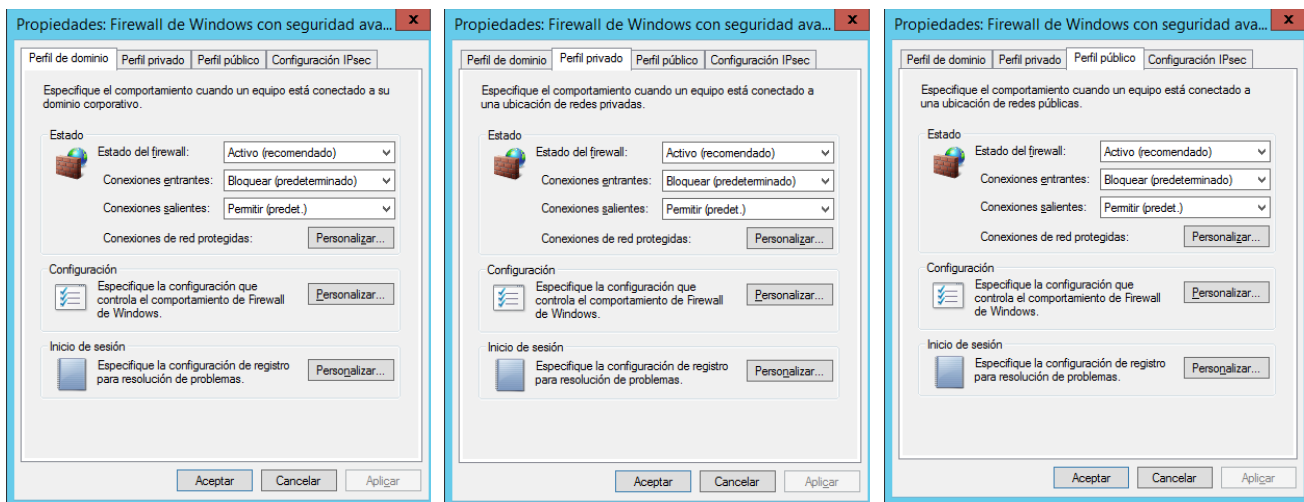 Propiedades: Firewall de Windows con seguridad ava...
x
Perfil de dominio
Perfil privado
Perfil público
Configuración IPsec
Especifique el comportamiento cuando un equipo está conectado a su
dominio corporativo.
Estado
Estado del firewall:
Activo (recomendado)
Conexiones entrantes:
Bloquear (predeterminado)
Conexiones salientes:
Permitir (predet.)
Conexiones de red protegidas:
Personalizar...
Configuración
Especifique la configuración que
controla el comportamiento de Firewall
de Windows.
Personalizar...
Inicio de sesión
Especifique la configuración de registro
para resolución de problemas.
Personalizar...
Aceptar
Cancelar
Aplicar
Propiedades: Firewall de Windows con seguridad ava...
x
Perfil de dominio
Perfil privado
Perfil público
Configuración IPsec
Especifique el comportamiento cuando un equipo está conectado a
una ubicación de redes privadas.
Estado
Estado del firewall:
Activo (recomendado)
Conexiones entrantes:
Bloquear (predeterminado)
Conexiones salientes:
Permitir (predet.)
Conexiones de red protegidas:
Personalizar...
Configuración
Especifique la configuración que
controla el comportamiento de Firewall
de Windows.
Personalizar...
Inicio de sesión
Especifique la configuración de registro
para resolución de problemas.
Personalizar...
Aceptar
Cancelar
Aplicar
Propiedades: Firewall de Windows con seguridad ava...
x
Perfil de dominio
Perfil privado
Perfil público
Configuración IPsec
Especifique el comportamiento cuando un equipo está conectado a
una ubicación de redes públicas.
Estado
Estado del firewall:
Activo (recomendado)
Conexiones entrantes:
Bloquear (predeterminado)
Conexiones salientes:
Permitir (predet.)
Conexiones de red protegidas:
Personalizar...
Configuración
Especifique la configuración que
controla el comportamiento de Firewall
de Windows.
Personalizar...
Inicio de sesión
Especifique la configuración de registro
para resolución de problemas.
Personalizar...
Aceptar
Cancelar
Aplicar